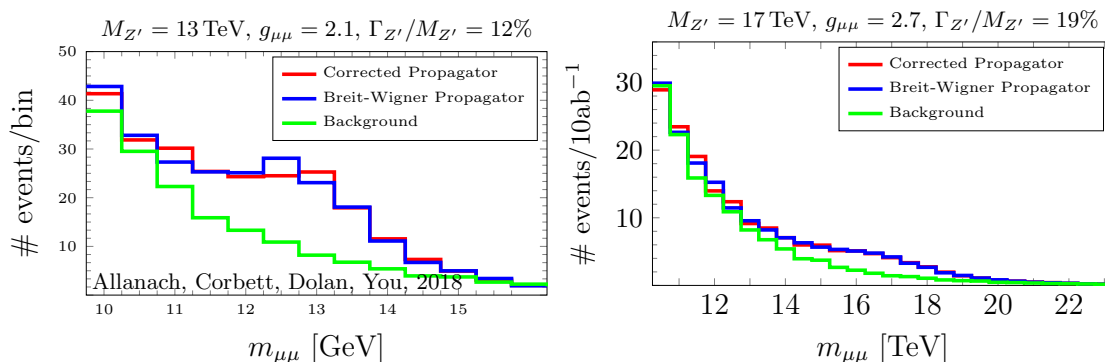 M_{Z'} = 13 TeV, g_{μμ} = 2.1, Γ_{Z'}/M_{Z'} = 12%
50
40
30
20
10
# events/bin
Corrected Propagator
Breit-Wigner Propagator
Background
Allanach, Corbett, Dolan, You, 2018
10 11 12 13 14 15
m_{μμ} [GeV]
M_{Z'} = 17 TeV, g_{μμ} = 2.7, Γ_{Z'}/M_{Z'} = 19%
30
20
10
# events/10ab⁻¹
Corrected Propagator
Breit-Wigner Propagator
Background
12 14 16 18 20 22
m_{μμ} [TeV]